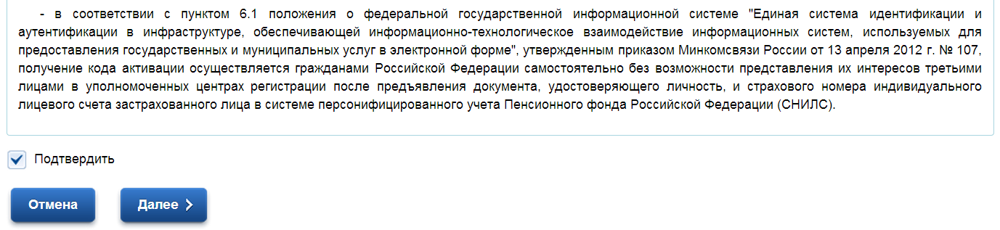 - в соответствии с пунктом 6.1 положения о федеральной государственной информационной системе "Единая система идентификации и
аутентификации в инфраструктуре, обеспечивающей информационно-технологическое взаимодействие информационных систем, используемых для
предоставления государственных и муниципальных услуг в электронной форме", утвержденным приказом Минкомсвязи России от 13 апреля 2012 г. № 107,
получение кода активации осуществляется гражданами Российской Федерации самостоятельно без возможности представления их интересов третьими
лицами в уполномоченных центрах регистрации после предъявления документа, удостоверяющего личность, и страхового номера индивидуального
лицевого счета застрахованного лица в системе персонифицированного учета Пенсионного фонда Российской Федерации (СНИЛС).
Подтвердить
Отмена
Далее